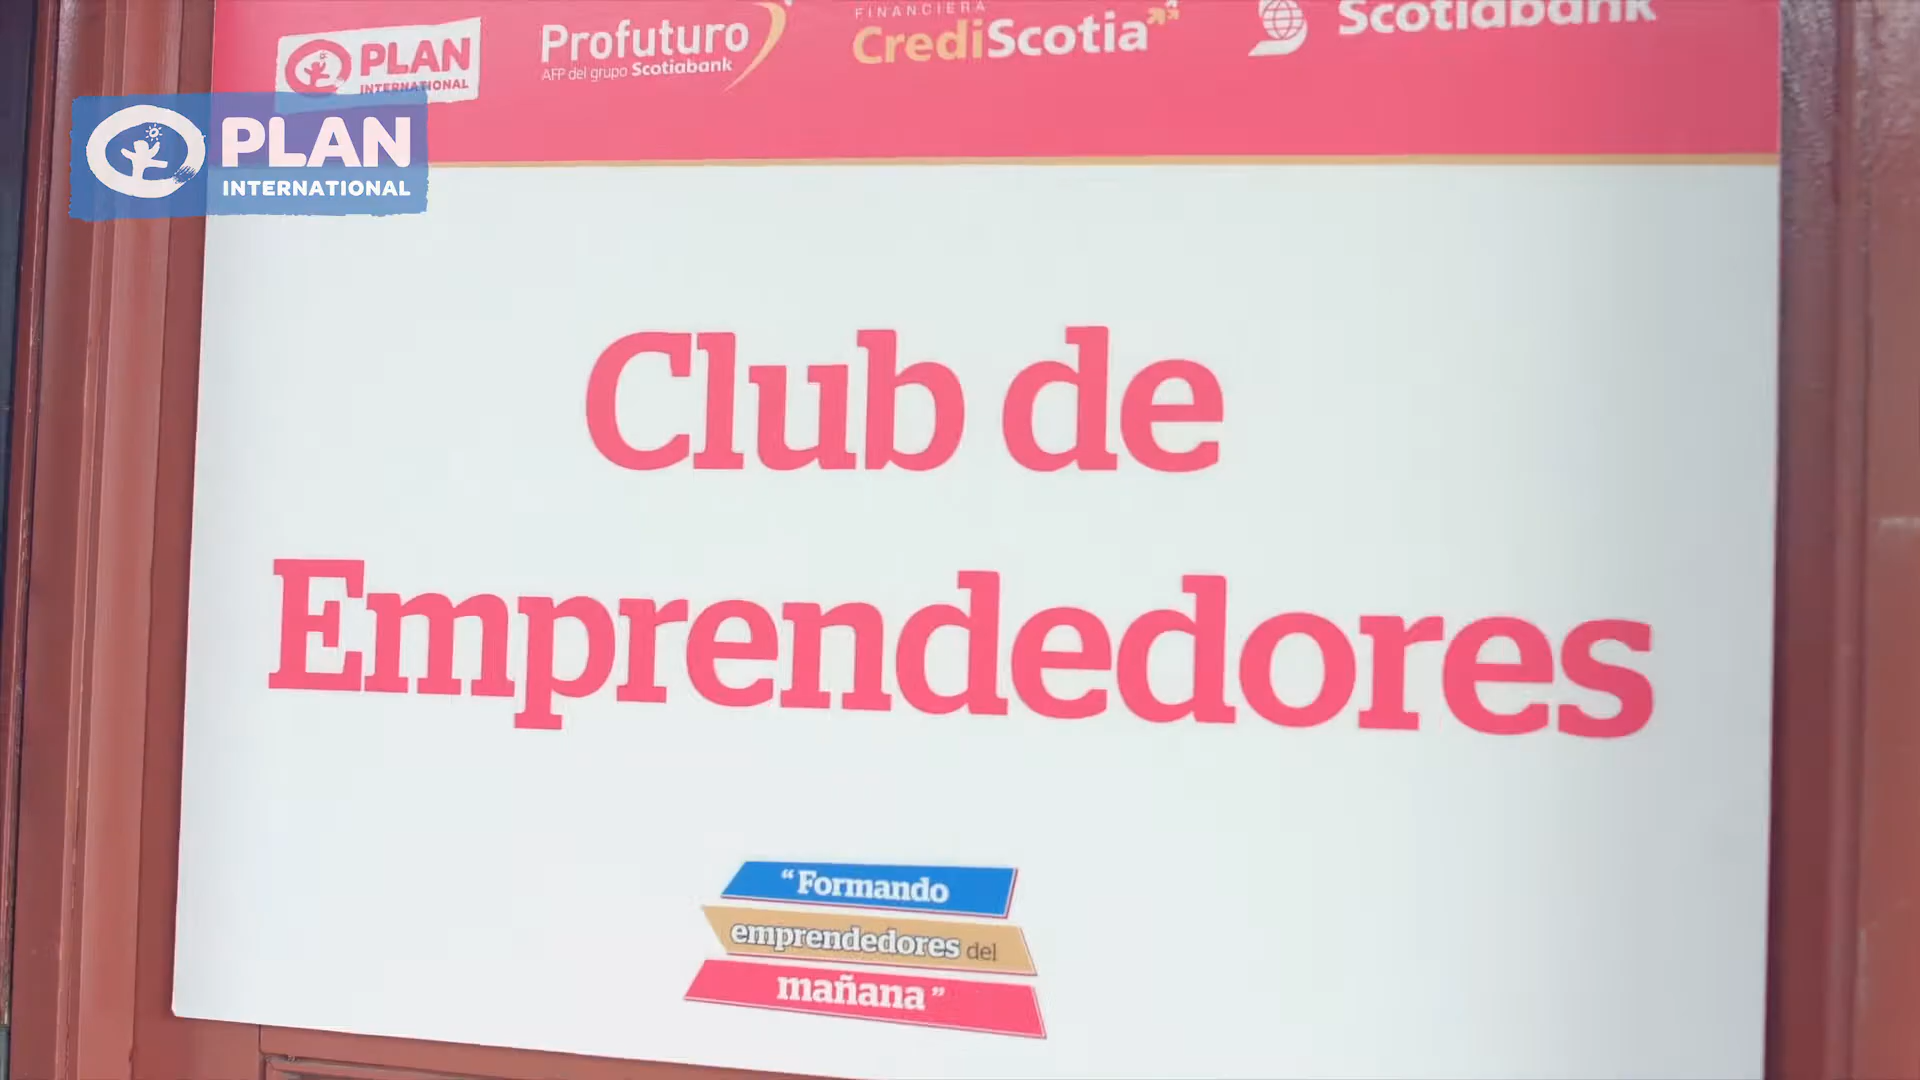 PLAN
INTERNATIONAL
Profuturo
AFP del grupo Scotiabank
FINANCIERA
CrediScotia
Scotiabank
PLAN
INTERNATIONAL
Club de
Emprendedores
“Formando
emprendedores del
mañana”